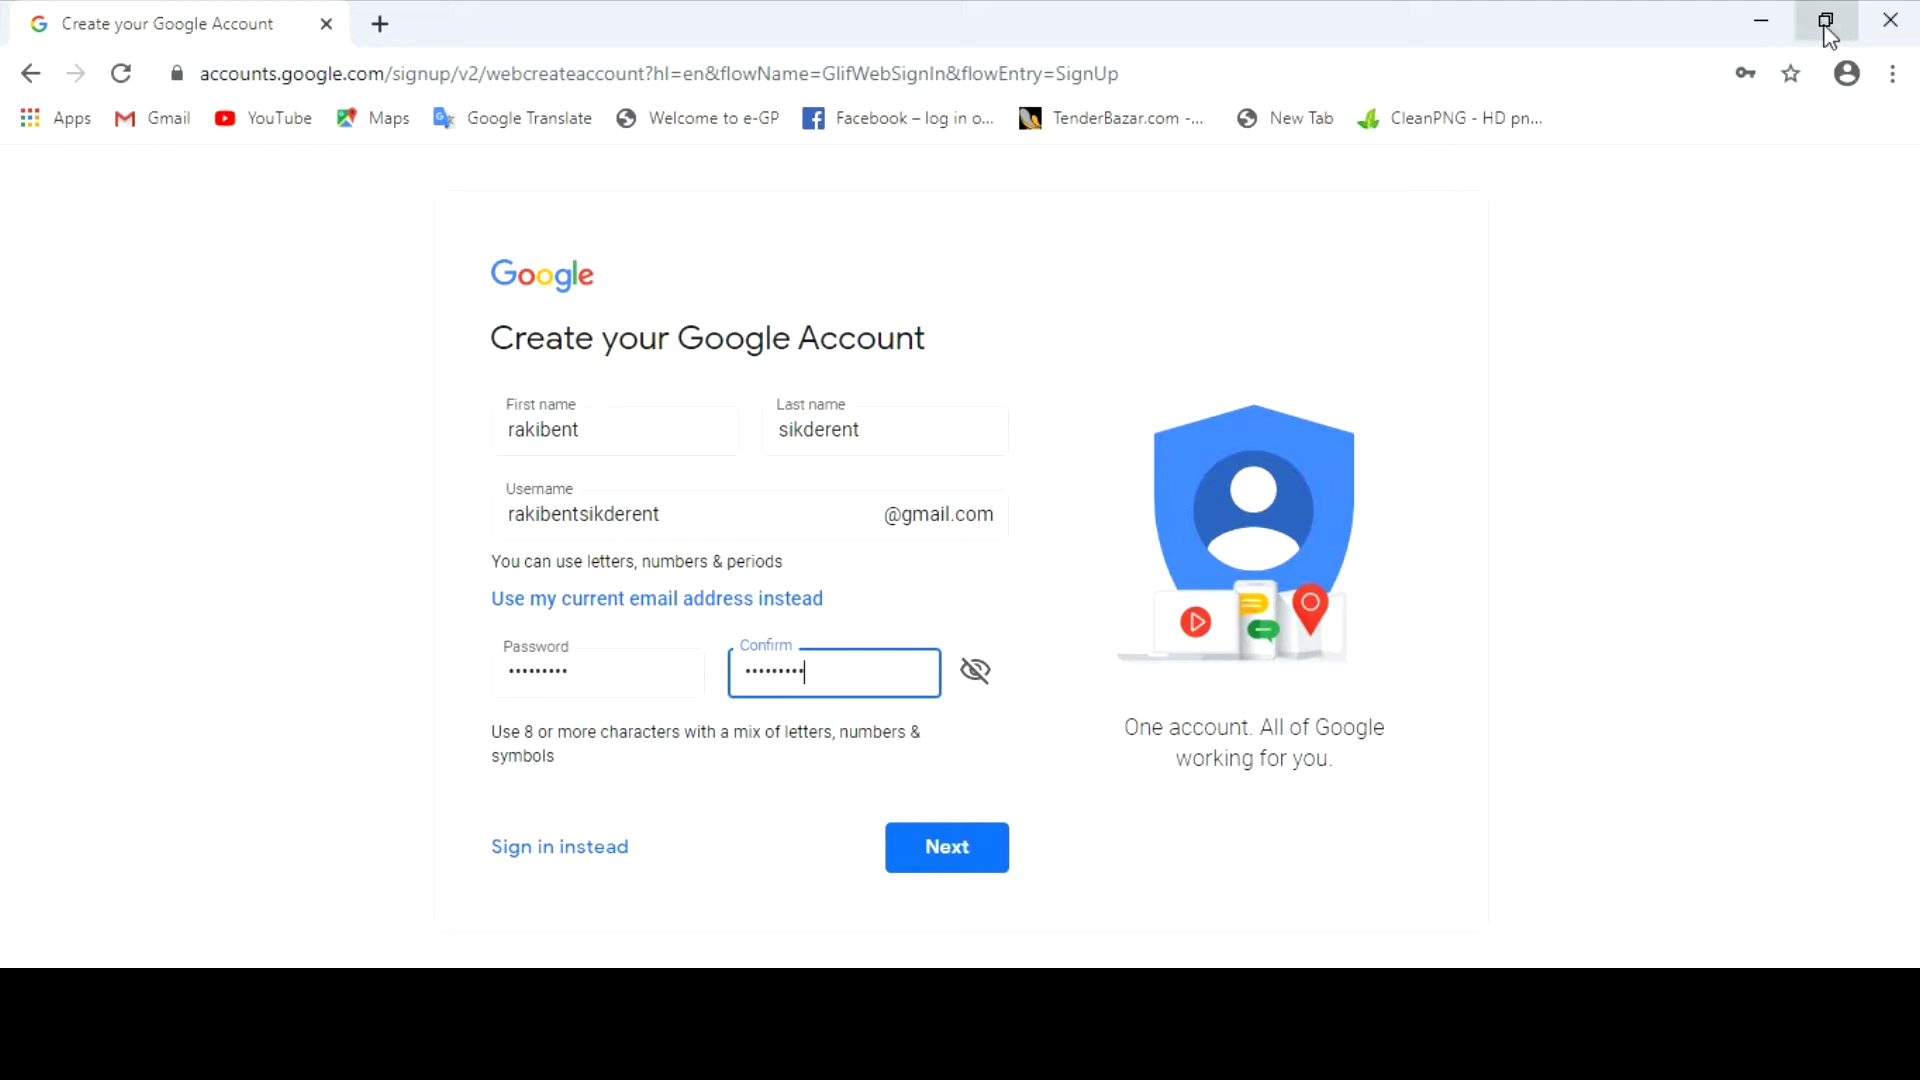 Create your Google Account
accounts.google.com/signup/v2/webcreateaccount?hl=en&flowName=GlifWebSignIn&flowEntry=SignUp
Apps Gmail YouTube Maps Google Translate Welcome to e-GP Facebook – log in o... TenderBazar.com -... New Tab CleanPNG - HD pn...
Google
Create your Google Account
First name Last name
rakibent sikderent
Username
rakibentsikderent @gmail.com
You can use letters, numbers & periods
Use my current email address instead
Password Confirm
••••••••• •••••••••
Use 8 or more characters with a mix of letters, numbers &
symbols
One account. All of Google
working for you.
Sign in instead Next